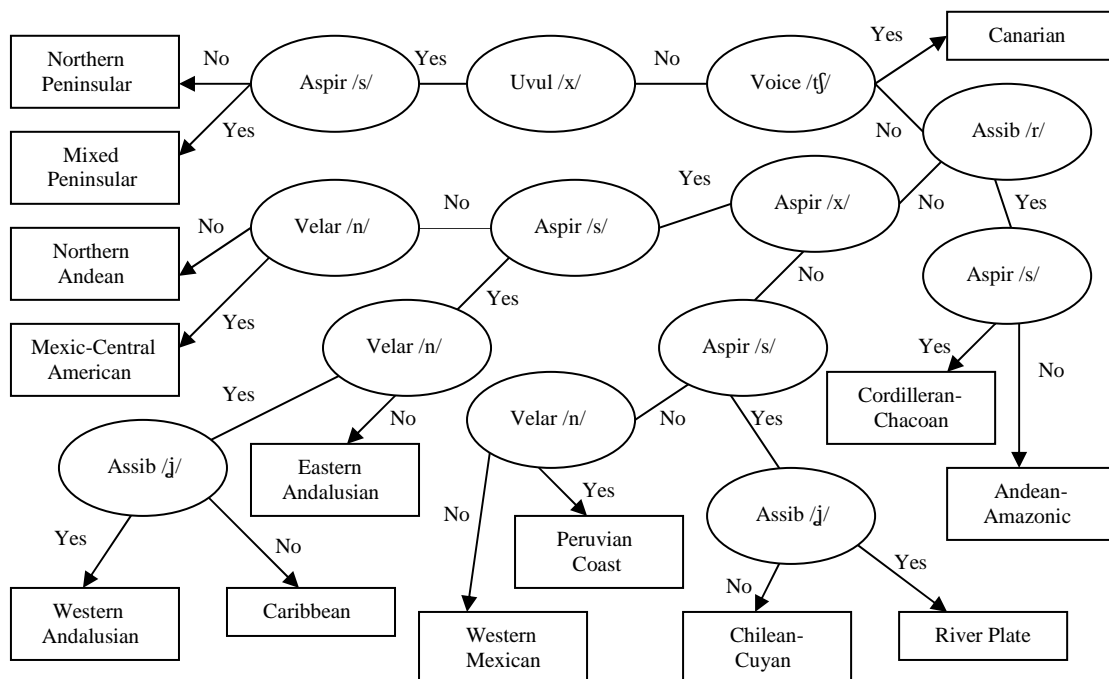 Northern
Peninsular
No
Aspir /s/
Yes
Uvul /x/
No
Voice /tʃ/
Yes
Canarian
Yes
Mixed
Peninsular
No
Assib /r/
No
Velar /n/
No
Aspir /s/
Yes
Aspir /x/
No
Yes
Northern
Andean
Yes
Yes
No
Aspir /s/
Mexic-Central
American
Velar /n/
Aspir /s/
Yes
No
Yes
No
Velar /n/
No
Yes
Cordilleran-
Chacoan
Assib /ʝ/
Eastern
Andalusian
Andean-
Amazonic
Yes
No
No
Yes
Peruvian
Coast
Assib /ʝ/
Yes
No
Western
Andalusian
Caribbean
Western
Mexican
Chilean-
Cuyan
River Plate